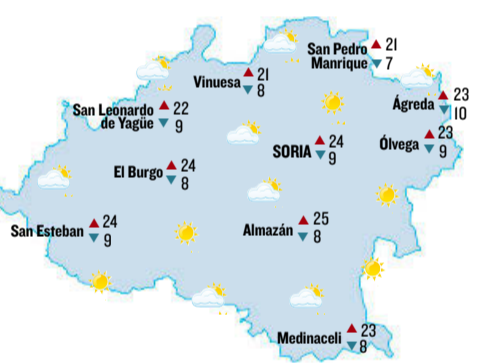 San Pedro
Manrique ▲ 21
▼ 7
Vinuesa ▲ 21
▼ 8
Ágreda ▲ 23
▼ 10
San Leonardo
de Yagüe ▲ 22
▼ 9
Ólvega ▲ 23
▼ 9
SORIA ▲ 24
▼ 9
El Burgo ▲ 24
▼ 8
San Esteban ▲ 24
▼ 9
Almazán ▲ 25
▼ 8
Medinaceli ▲ 23
▼ 8